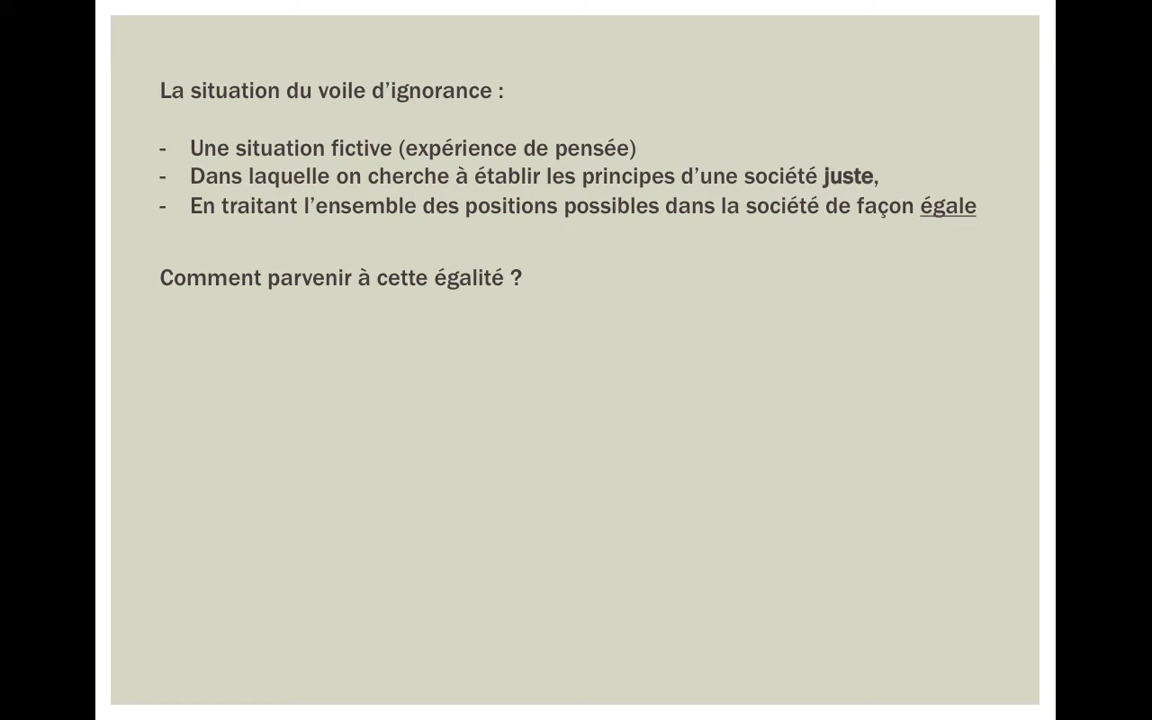 La situation du voile d’ignorance :
- Une situation fictive (expérience de pensée)
- Dans laquelle on cherche à établir les principes d’une société juste,
- En traitant l’ensemble des positions possibles dans la société de façon égale
Comment parvenir à cette égalité ?